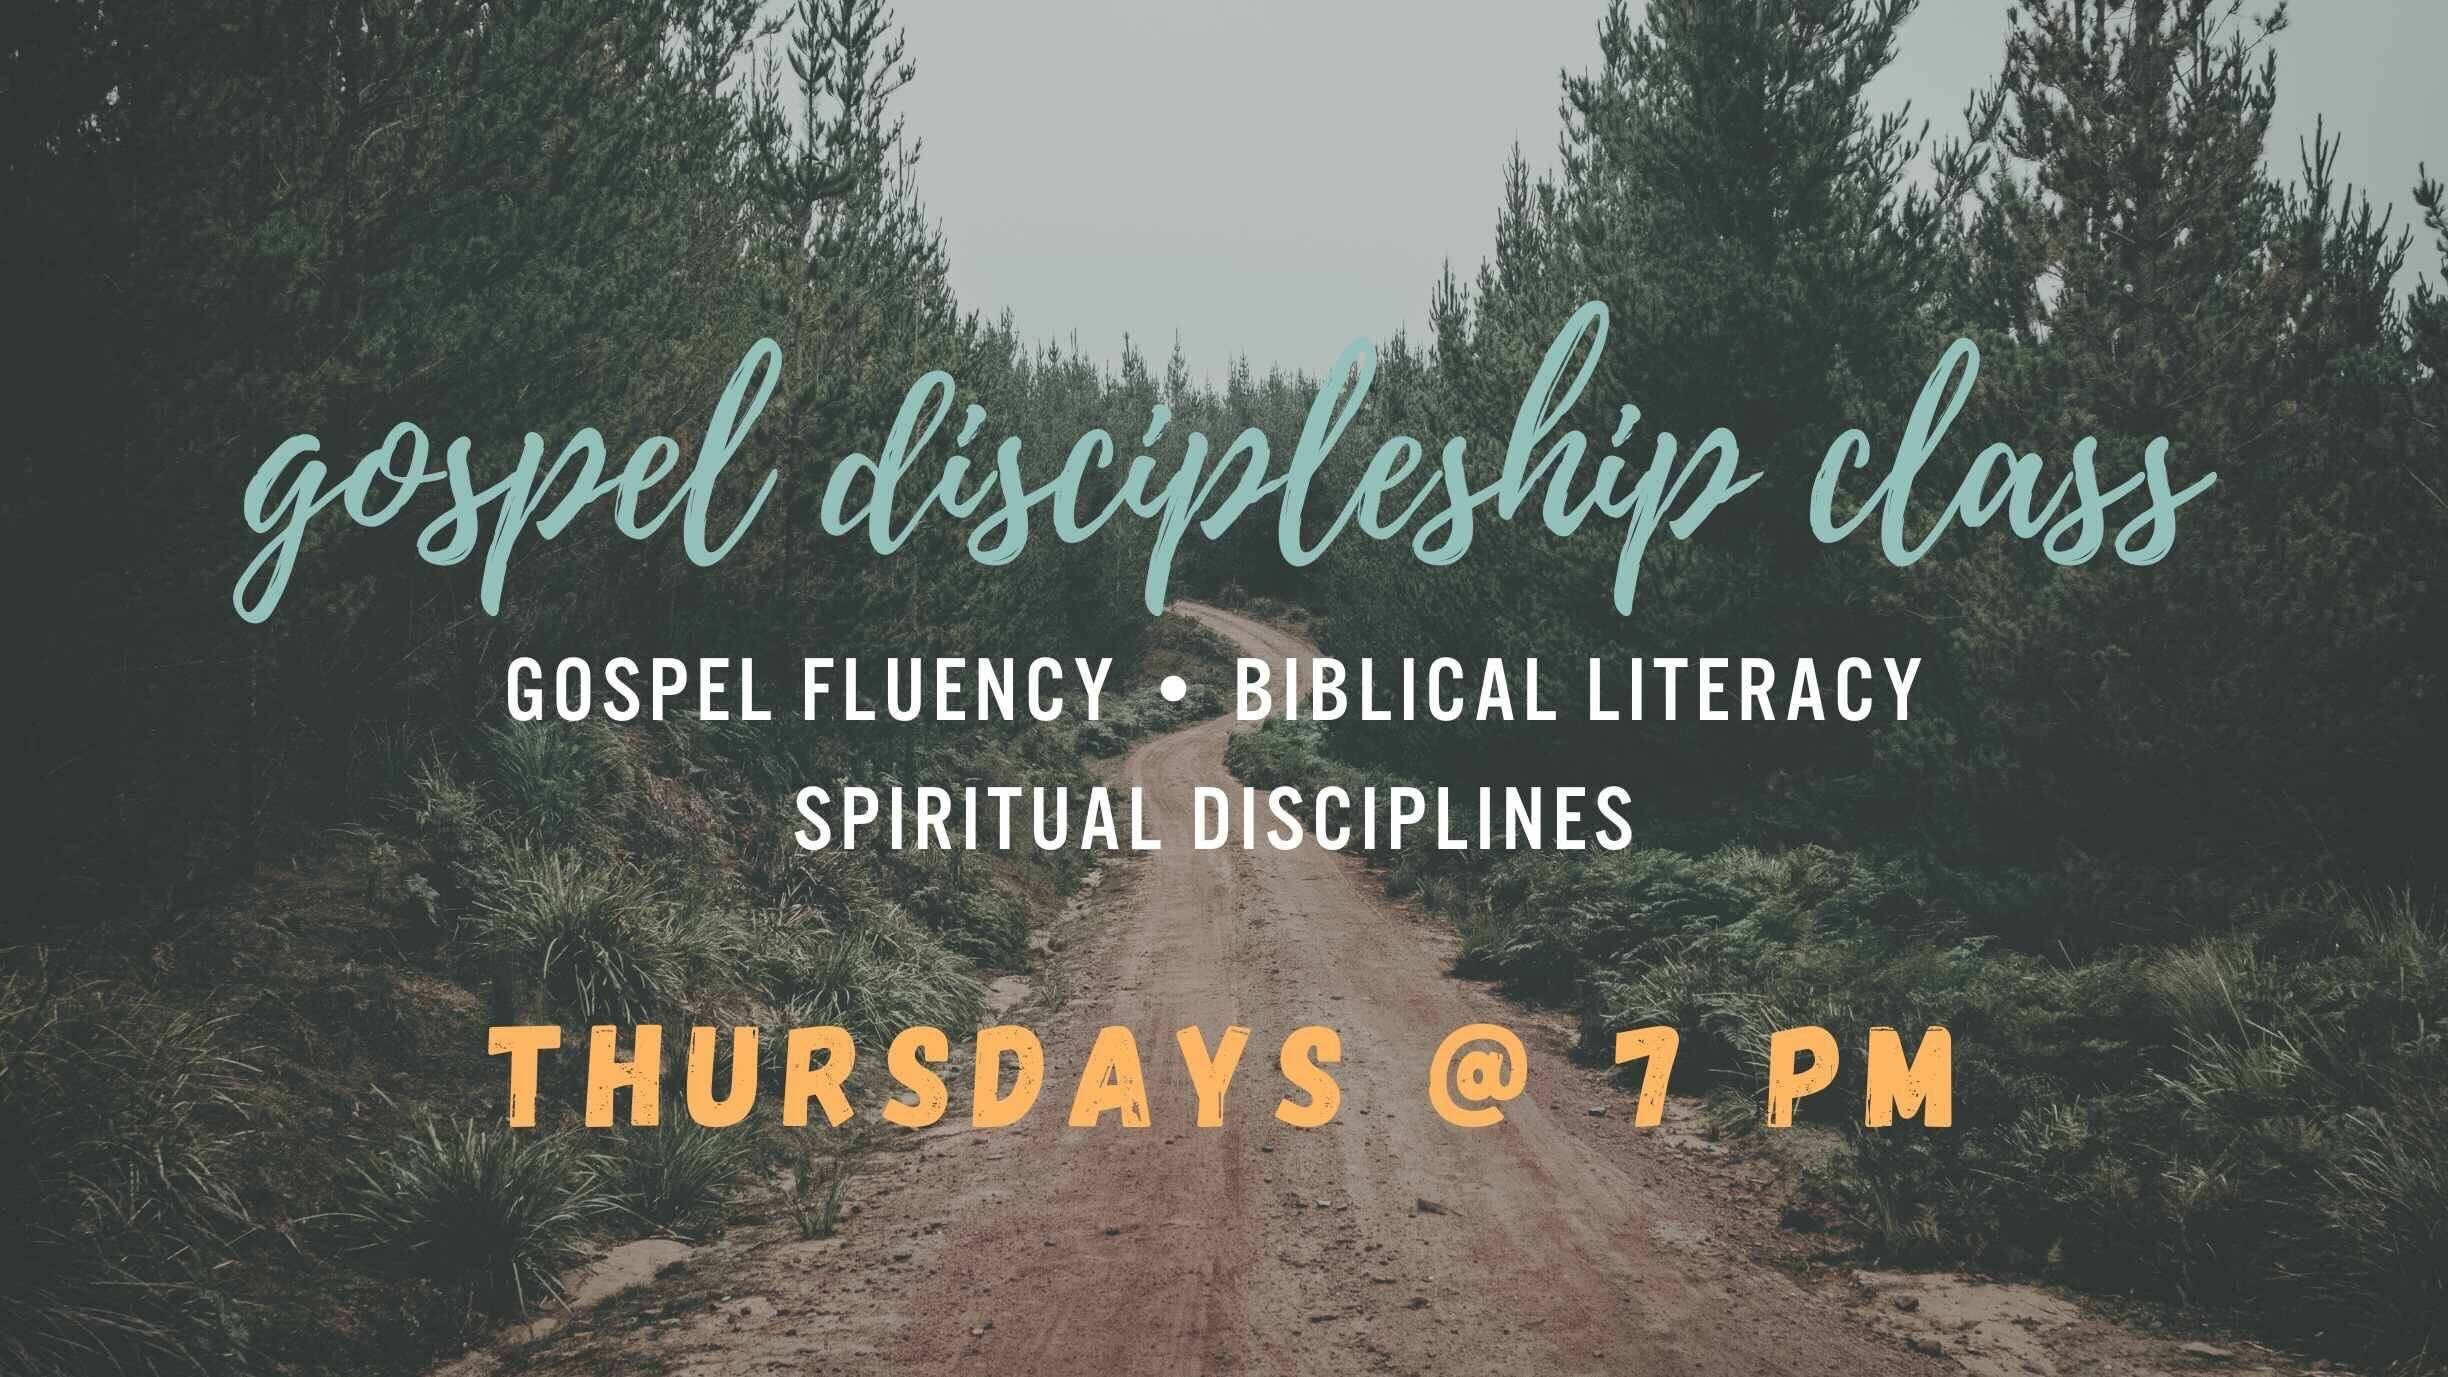 gospel discipleship class
GOSPEL FLUENCY • BIBLICAL LITERACY
SPIRITUAL DISCIPLINES
THURSDAYS @ 7 PM